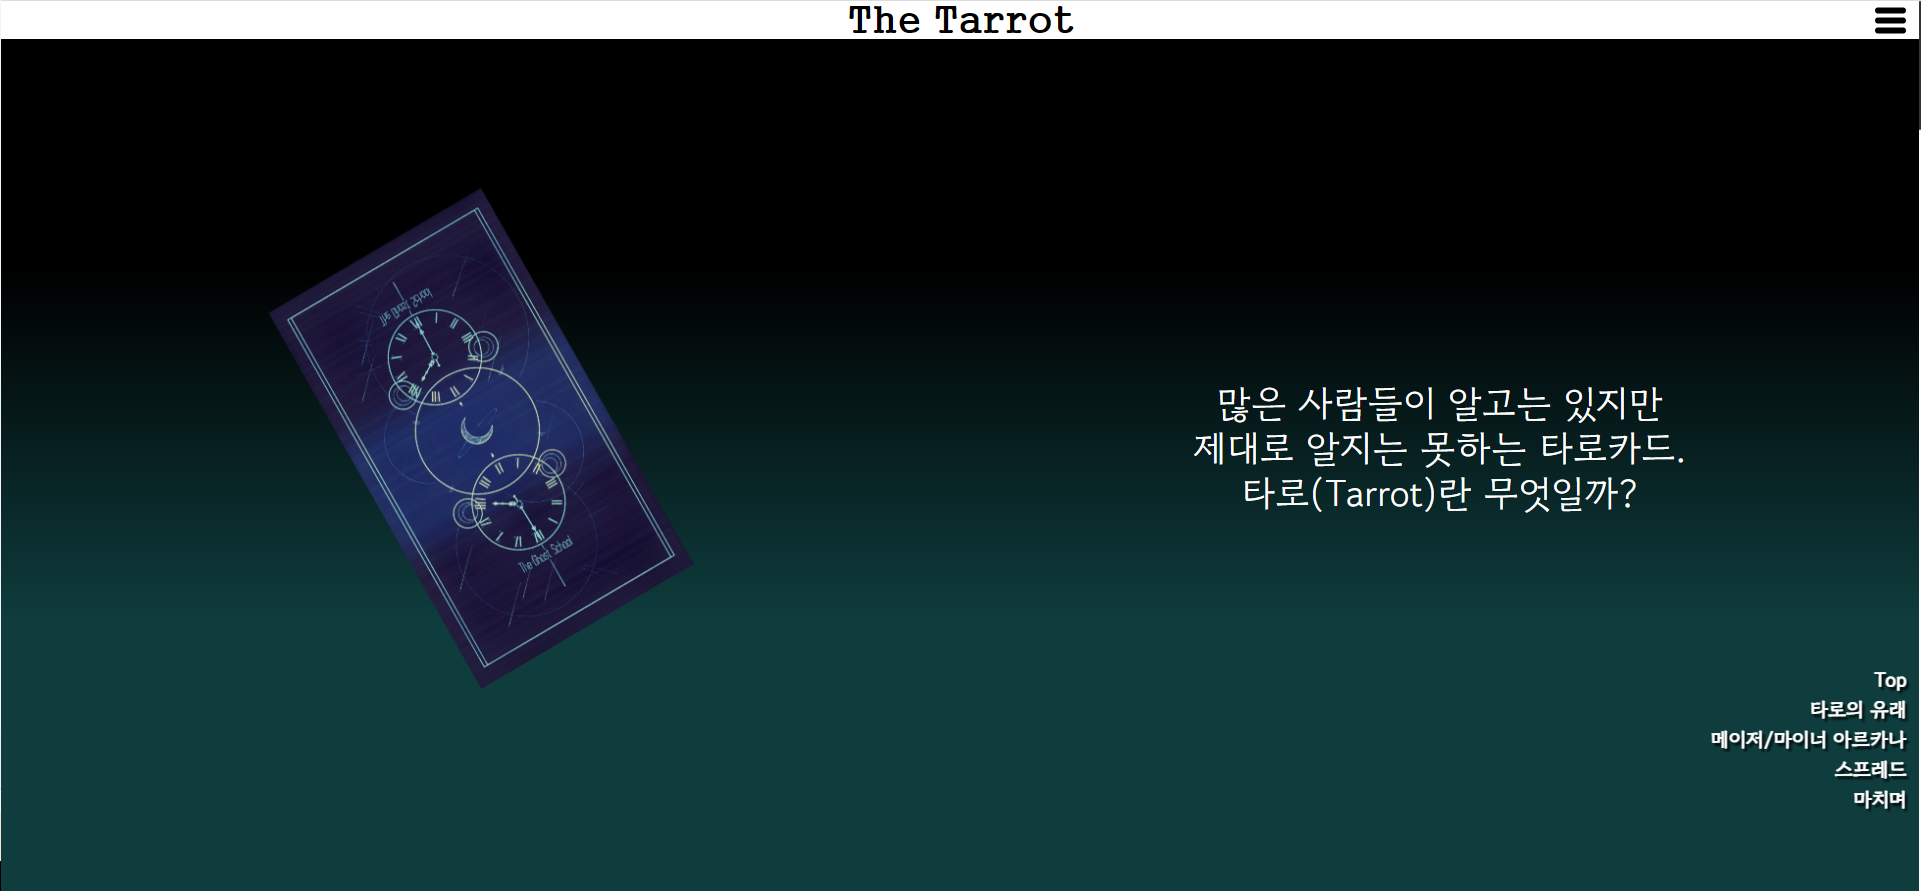 The Tarrot
The Ghost School
The Ghost School
많은 사람들이 알고는 있지만
제대로 알지는 못하는 타로카드.
타로(Tarrot)란 무엇일까?
Top
타로의 유래
메이저/마이너 아르카나
스프레드
마치며